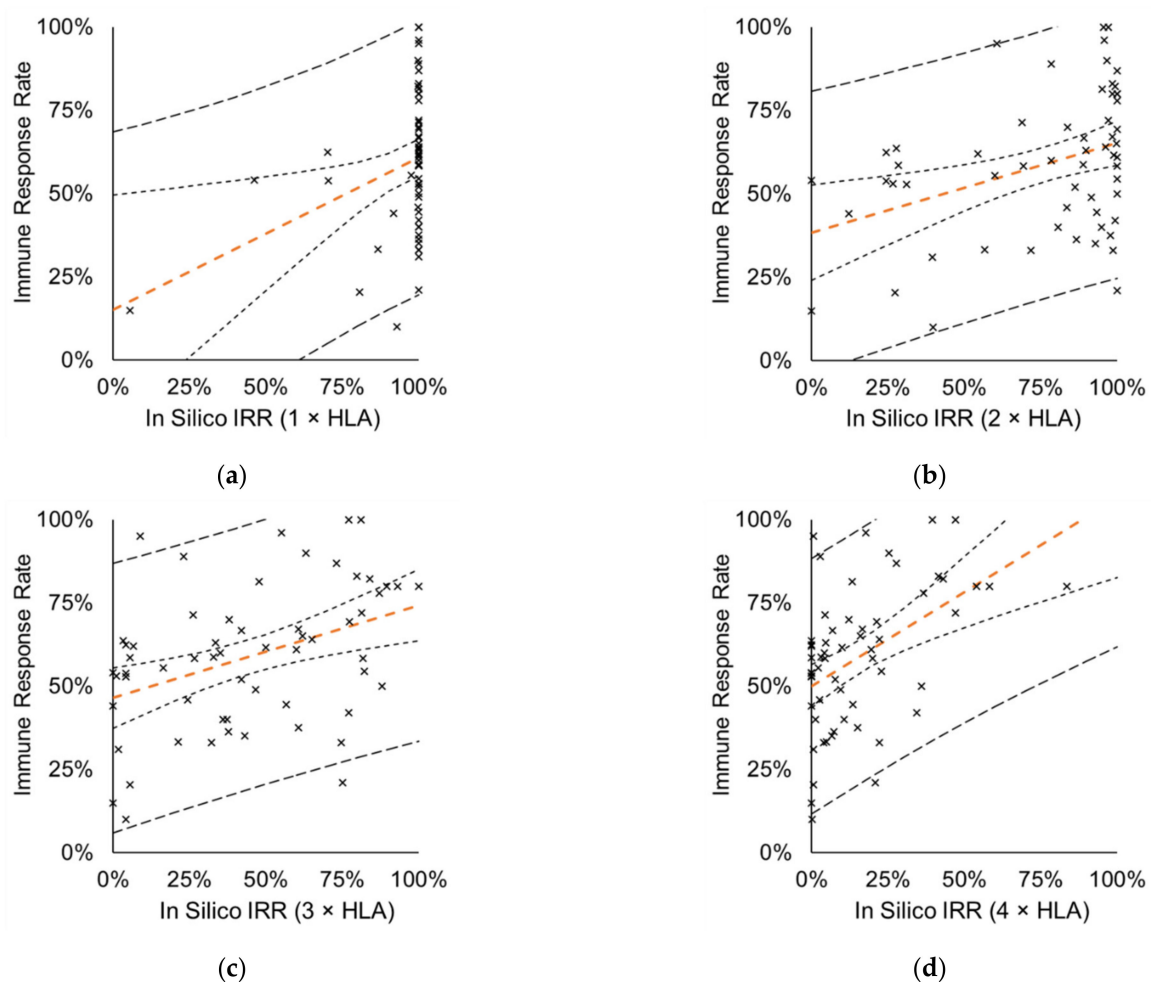 100%
75%
50%
25%
0%
Immune Response Rate
0% 25% 50% 75% 100%
In Silico IRR (1 × HLA)
(a)
100%
75%
50%
25%
0%
Immune Response Rate
0% 25% 50% 75% 100%
In Silico IRR (2 × HLA)
(b)
100%
75%
50%
25%
0%
Immune Response Rate
0% 25% 50% 75% 100%
In Silico IRR (3 × HLA)
(c)
100%
75%
50%
25%
0%
Immune Response Rate
0% 25% 50% 75% 100%
In Silico IRR (4 × HLA)
(d)